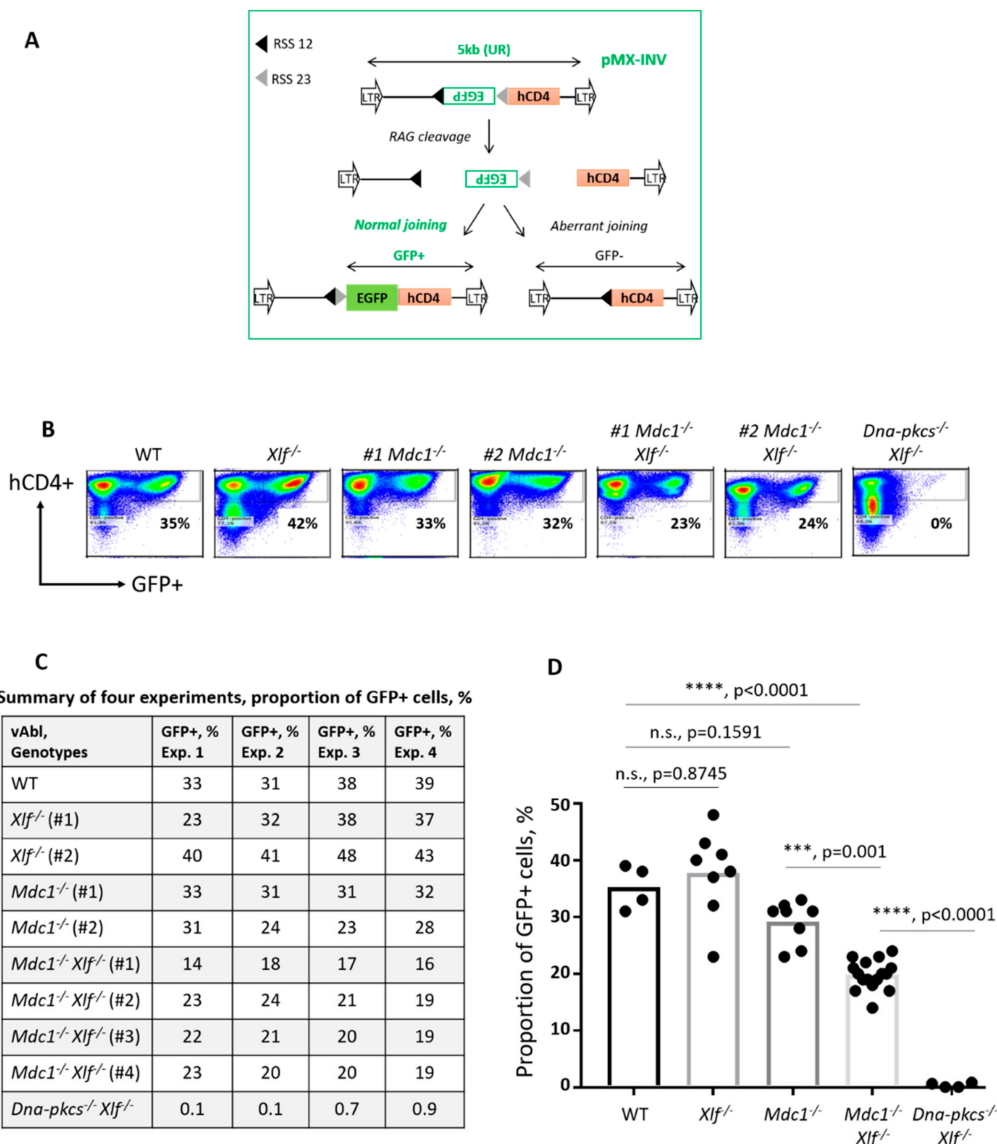 A
RSS 12
RSS 23
5kb (UR)
pMX-INV
LTR
EGFP
hCD4
LTR
RAG cleavage
LTR
EGFP
hCD4
LTR
Normal joining
Aberrant joining
GFP+
GFP-
LTR
EGFP
hCD4
LTR
LTR
hCD4
LTR
B
#1 Mdc1-/-
#2 Mdc1-/-
Dna-pkcs-/-
WT
Xlf-/-
#1 Mdc1-/-
#2 Mdc1-/-
Xlf-/-
Xlf-/-
Xlf-/-
hCD4+
35%
42%
33%
32%
23%
24%
0%
GFP+
C
Summary of four experiments, proportion of GFP+ cells, %
vAbl, GFP+, % GFP+, % GFP+, % GFP+, %
Genotypes Exp. 1 Exp. 2 Exp. 3 Exp. 4
WT 33 31 38 39
Xlf-/- (#1) 23 32 38 37
Xlf-/- (#2) 40 41 48 43
Mdc1-/- (#1) 33 31 31 32
Mdc1-/- (#2) 31 24 23 28
Mdc1-/- Xlf-/- (#1) 14 18 17 16
Mdc1-/- Xlf-/- (#2) 23 24 21 19
Mdc1-/- Xlf-/- (#3) 22 21 20 19
Mdc1-/- Xlf-/- (#4) 23 20 20 19
Dna-pkcs-/- Xlf-/- 0.1 0.1 0.7 0.9
D
****, p<0.0001
n.s., p=0.1591
n.s., p=0.8745
***, p=0.001
****, p<0.0001
Proportion of GFP+ cells, %
50
40
30
20
10
0
WT
Xlf-/-
Mdc1-/-
Mdc1-/-
Xlf-/-
Dna-pkcs-/-
Xlf-/-